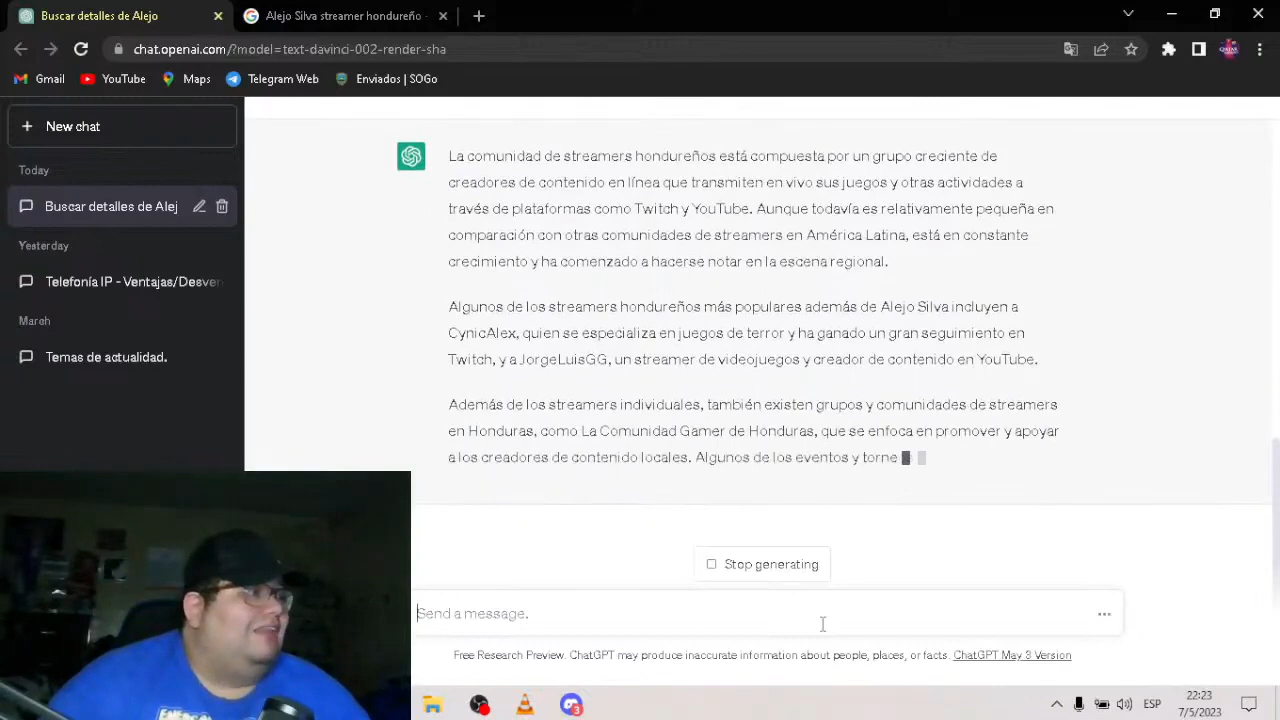 Buscar detalles de Alejo
Alejo Silva streamer hondureño -
chat.openai.com/?model=text-davinci-002-render-sha
Gmail
YouTube
Maps
Telegram Web
Enviados | SOGo
New chat
Today
Buscar detalles de Alej
Yesterday
Telefonía IP - Ventajas/Desven
March
Temas de actualidad.
La comunidad de streamers hondureños está compuesta por un grupo creciente de
creadores de contenido en línea que transmiten en vivo sus juegos y otras actividades a
través de plataformas como Twitch y YouTube. Aunque todavía es relativamente pequeña en
comparación con otras comunidades de streamers en América Latina, está en constante
crecimiento y ha comenzado a hacerse notar en la escena regional.
Algunos de los streamers hondureños más populares además de Alejo Silva incluyen a
CynicAlex, quien se especializa en juegos de terror y ha ganado un gran seguimiento en
Twitch, y a JorgeLuisGG, un streamer de videojuegos y creador de contenido en YouTube.
Además de los streamers individuales, también existen grupos y comunidades de streamers
en Honduras, como La Comunidad Gamer de Honduras, que se enfoca en promover y apoyar
a los creadores de contenido locales. Algunos de los eventos y torne
Stop generating
Send a message.
Free Research Preview. ChatGPT may produce inaccurate information about people, places, or facts. ChatGPT May 3 Version
ESP
22:23
7/5/2023